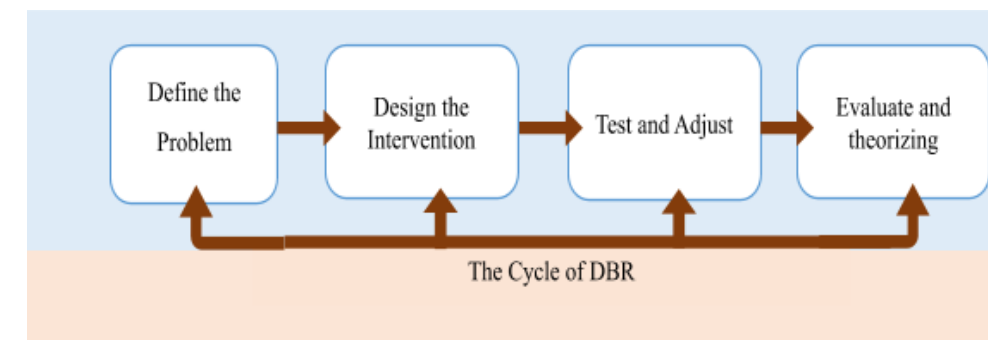 Define the
Problem
Design the
Intervention
Test and Adjust
Evaluate and
theorizing
The Cycle of DBR